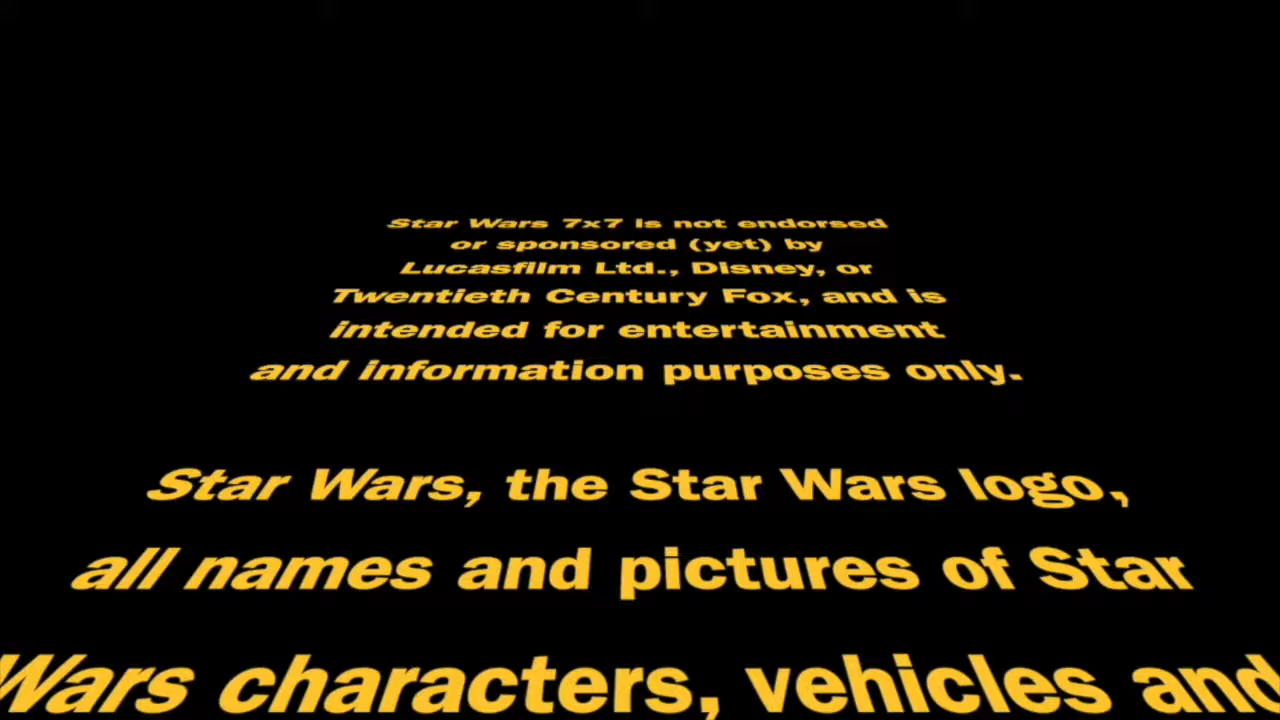 Star Wars 7x7 is not endorsed
or sponsored (yet) by
Lucasfilm Ltd., Disney, or
Twentieth Century Fox, and is
intended for entertainment
and information purposes only.
Star Wars, the Star Wars logo,
all names and pictures of Star
Wars characters, vehicles and